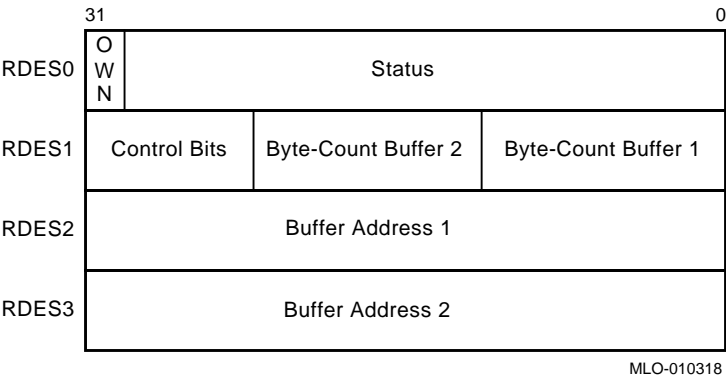 31 0
RDES0 OWN Status
RDES1 Control Bits Byte-Count Buffer 2 Byte-Count Buffer 1
RDES2 Buffer Address 1
RDES3 Buffer Address 2
MLO-010318